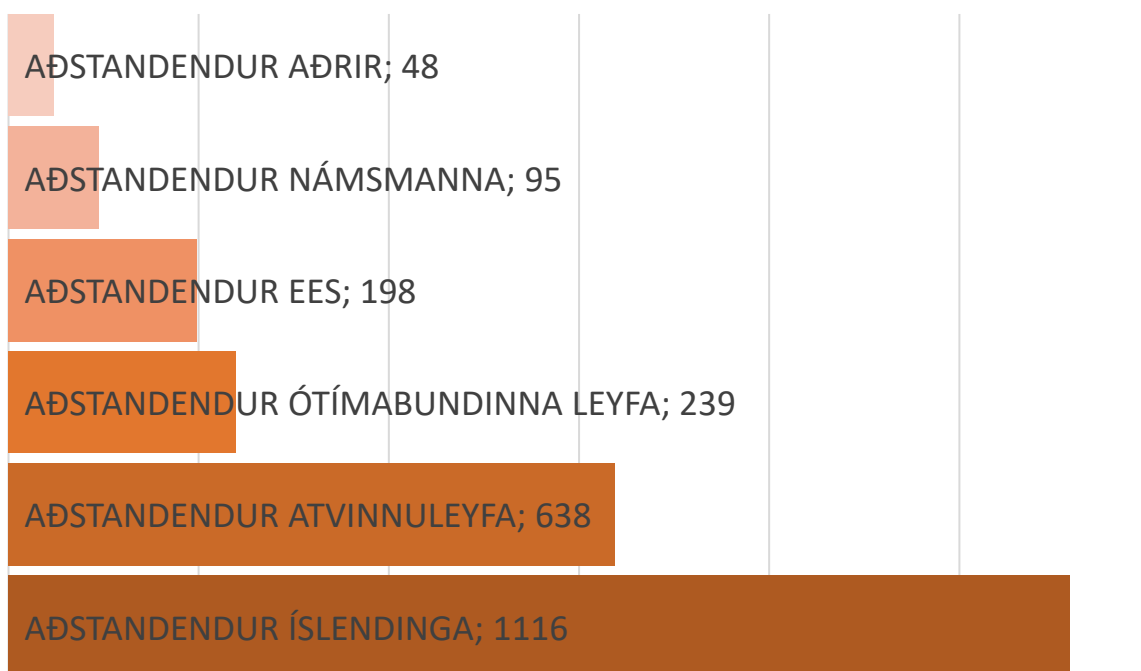 AÐSTANDENDUR AÐRIR; 48
AÐSTANDENDUR NÁMSMANNA; 95
AÐSTANDENDUR EES; 198
AÐSTANDENDUR ÓTÍMABUNDINNA LEYFA; 239
AÐSTANDENDUR ATVINNULEYFA; 638
AÐSTANDENDUR ÍSLENDINGA; 1116